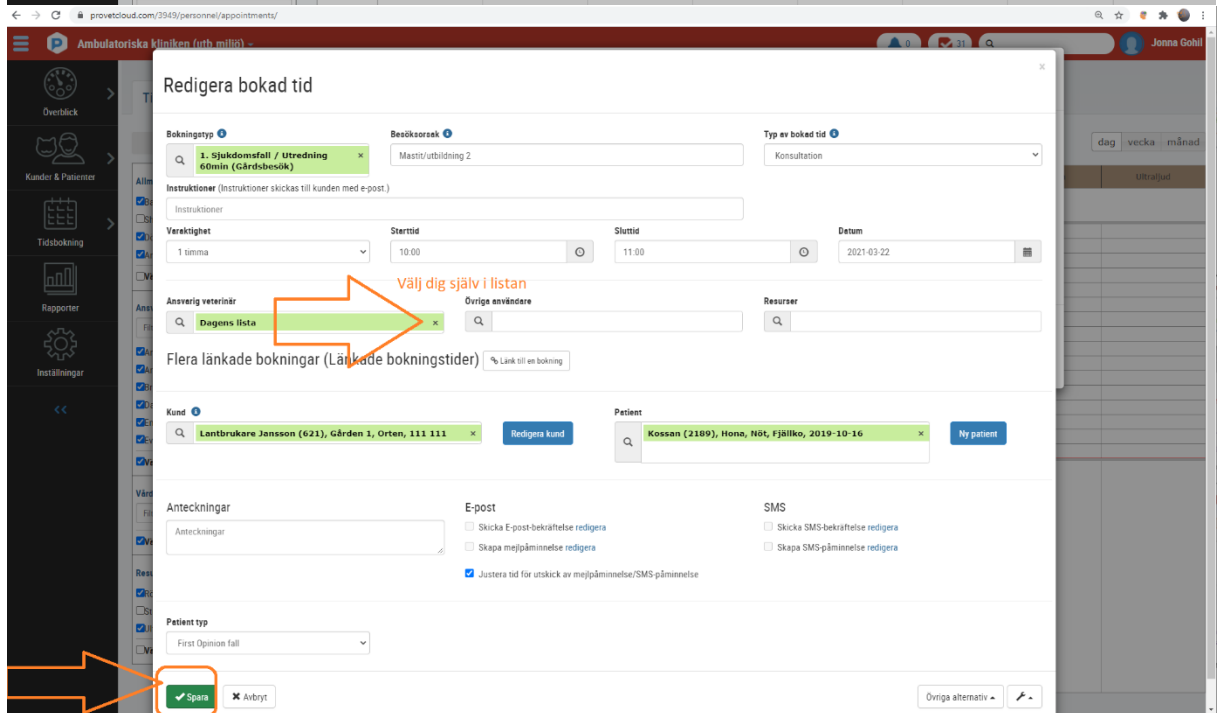 provetcloud.com/3949/personnel/appointments/
Ambulatoriska kliniken (utb miljö)
0
31
Jonna Gohil
Överblick
Kunder & Patienter
Tidsbokning
Rapporter
Inställningar
<<
dag vecka månad
Ultraljud
Redigera bokad tid
x
Bokningstyp
Besöksorsak
Typ av bokad tid
1. Sjukdomsfall / Utredning
60min (Gårdsbesök)
×
Mastit/utbildning 2
Konsultation
Instruktioner (Instruktioner skickas till kunden med e-post.)
Instruktioner
Varaktighet
Starttid
Sluttid
Datum
1 timma
10:00
11:00
2021-03-22
Välj dig själv i listan
Ansvarig veterinär
Övriga användare
Resurser
Dagens lista
×
Flera länkade bokningar (Länkade bokningstider)
Länk till en bokning
Kund
Patient
Lantbrukare Jansson (621), Gården 1, Orten, 111 111
×
Redigera kund
Kossan (2189), Hona, Nöt, Fjällko, 2019-10-16
×
Ny patient
Anteckningar
E-post
SMS
Anteckningar
Skicka E-post-bekräftelse redigera
Skicka SMS-bekräftelse redigera
Skapa mejlpåminnelse redigera
Skapa SMS-påminnelse redigera
Justera tid för utskick av mejlpåminnelse/SMS-påminnelse
Patient typ
First Opinion fall
Spara
Avbryt
Övriga alternativ